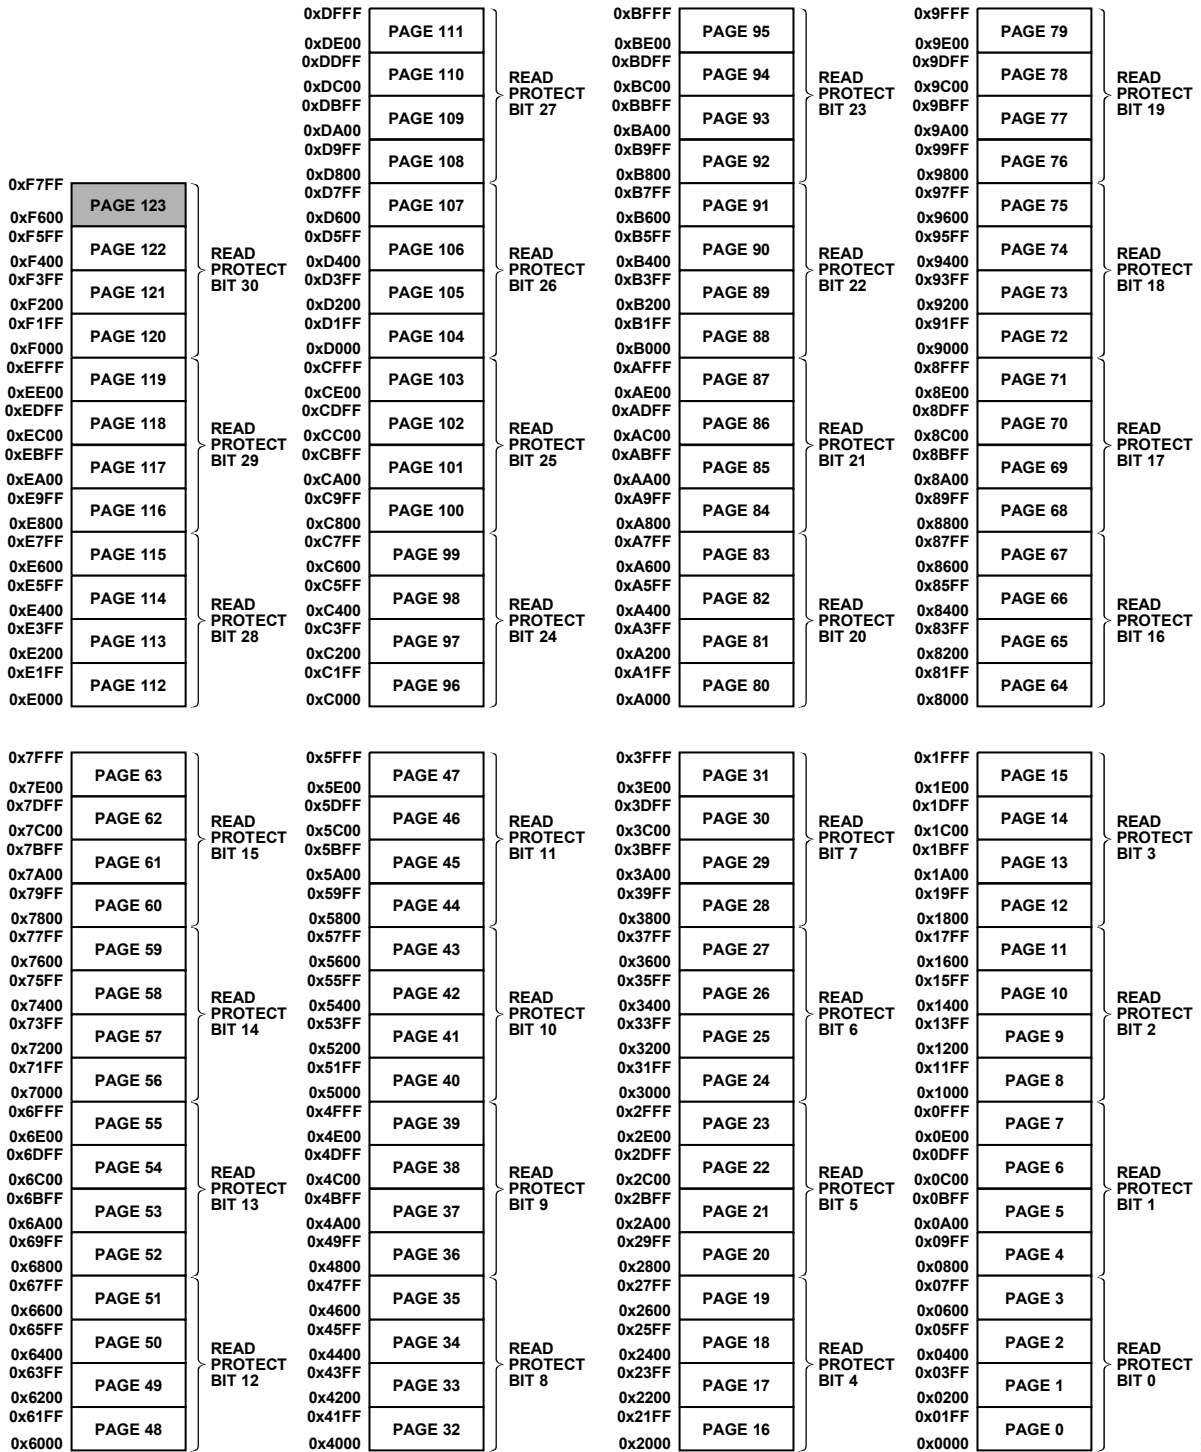 0xF7FF
PAGE 123
0xF600
0xF5FF
PAGE 122
0xF400
0xF3FF
PAGE 121
0xF200
0xF1FF
PAGE 120
0xF000
READ
PROTECT
BIT 30
0xEFFF
PAGE 119
0xEE00
0xEDFF
PAGE 118
0xEC00
0xEBFF
PAGE 117
0xEA00
0xE9FF
PAGE 116
0xE800
READ
PROTECT
BIT 29
0xE7FF
PAGE 115
0xE600
0xE5FF
PAGE 114
0xE400
0xE3FF
PAGE 113
0xE200
0xE1FF
PAGE 112
0xE000
READ
PROTECT
BIT 28
0xDFFF
PAGE 111
0xDE00
0xDDFF
PAGE 110
0xDC00
0xDBFF
PAGE 109
0xDA00
0xD9FF
PAGE 108
0xD800
READ
PROTECT
BIT 27
0xD7FF
PAGE 107
0xD600
0xD5FF
PAGE 106
0xD400
0xD3FF
PAGE 105
0xD200
0xD1FF
PAGE 104
0xD000
READ
PROTECT
BIT 26
0xCFFF
PAGE 103
0xCE00
0xCDFF
PAGE 102
0xCC00
0xCBFF
PAGE 101
0xCA00
0xC9FF
PAGE 100
0xC800
READ
PROTECT
BIT 25
0xC7FF
PAGE 99
0xC600
0xC5FF
PAGE 98
0xC400
0xC3FF
PAGE 97
0xC200
0xC1FF
PAGE 96
0xC000
READ
PROTECT
BIT 24
0xBFFF
PAGE 95
0xBE00
0xBDFF
PAGE 94
0xBC00
0xBBFF
PAGE 93
0xBA00
0xB9FF
PAGE 92
0xB800
READ
PROTECT
BIT 23
0xB7FF
PAGE 91
0xB600
0xB5FF
PAGE 90
0xB400
0xB3FF
PAGE 89
0xB200
0xB1FF
PAGE 88
0xB000
READ
PROTECT
BIT 22
0xAFFF
PAGE 87
0xAE00
0xADFF
PAGE 86
0xAC00
0xABFF
PAGE 85
0xAA00
0xA9FF
PAGE 84
0xA800
READ
PROTECT
BIT 21
0xA7FF
PAGE 83
0xA600
0xA5FF
PAGE 82
0xA400
0xA3FF
PAGE 81
0xA200
0xA1FF
PAGE 80
0xA000
READ
PROTECT
BIT 20
0x9FFF
PAGE 79
0x9E00
0x9DFF
PAGE 78
0x9C00
0x9BFF
PAGE 77
0x9A00
0x99FF
PAGE 76
0x9800
READ
PROTECT
BIT 19
0x97FF
PAGE 75
0x9600
0x95FF
PAGE 74
0x9400
0x93FF
PAGE 73
0x9200
0x91FF
PAGE 72
0x9000
READ
PROTECT
BIT 18
0x8FFF
PAGE 71
0x8E00
0x8DFF
PAGE 70
0x8C00
0x8BFF
PAGE 69
0x8A00
0x89FF
PAGE 68
0x8800
READ
PROTECT
BIT 17
0x87FF
PAGE 67
0x8600
0x85FF
PAGE 66
0x8400
0x83FF
PAGE 65
0x8200
0x81FF
PAGE 64
0x8000
READ
PROTECT
BIT 16
0x7FFF
PAGE 63
0x7E00
0x7DFF
PAGE 62
0x7C00
0x7BFF
PAGE 61
0x7A00
0x79FF
PAGE 60
0x7800
READ
PROTECT
BIT 15
0x77FF
PAGE 59
0x7600
0x75FF
PAGE 58
0x7400
0x73FF
PAGE 57
0x7200
0x71FF
PAGE 56
0x7000
READ
PROTECT
BIT 14
0x6FFF
PAGE 55
0x6E00
0x6DFF
PAGE 54
0x6C00
0x6BFF
PAGE 53
0x6A00
0x69FF
PAGE 52
0x6800
READ
PROTECT
BIT 13
0x67FF
PAGE 51
0x6600
0x65FF
PAGE 50
0x6400
0x63FF
PAGE 49
0x6200
0x61FF
PAGE 48
0x6000
READ
PROTECT
BIT 12
0x5FFF
PAGE 47
0x5E00
0x5DFF
PAGE 46
0x5C00
0x5BFF
PAGE 45
0x5A00
0x59FF
PAGE 44
0x5800
READ
PROTECT
BIT 11
0x57FF
PAGE 43
0x5600
0x55FF
PAGE 42
0x5400
0x53FF
PAGE 41
0x5200
0x51FF
PAGE 40
0x5000
READ
PROTECT
BIT 10
0x4FFF
PAGE 39
0x4E00
0x4DFF
PAGE 38
0x4C00
0x4BFF
PAGE 37
0x4A00
0x49FF
PAGE 36
0x4800
READ
PROTECT
BIT 9
0x47FF
PAGE 35
0x4600
0x45FF
PAGE 34
0x4400
0x43FF
PAGE 33
0x4200
0x41FF
PAGE 32
0x4000
READ
PROTECT
BIT 8
0x3FFF
PAGE 31
0x3E00
0x3DFF
PAGE 30
0x3C00
0x3BFF
PAGE 29
0x3A00
0x39FF
PAGE 28
0x3800
READ
PROTECT
BIT 7
0x37FF
PAGE 27
0x3600
0x35FF
PAGE 26
0x3400
0x33FF
PAGE 25
0x3200
0x31FF
PAGE 24
0x3000
READ
PROTECT
BIT 6
0x2FFF
PAGE 23
0x2E00
0x2DFF
PAGE 22
0x2C00
0x2BFF
PAGE 21
0x2A00
0x29FF
PAGE 20
0x2800
READ
PROTECT
BIT 5
0x27FF
PAGE 19
0x2600
0x25FF
PAGE 18
0x2400
0x23FF
PAGE 17
0x2200
0x21FF
PAGE 16
0x2000
READ
PROTECT
BIT 4
0x1FFF
PAGE 15
0x1E00
0x1DFF
PAGE 14
0x1C00
0x1BFF
PAGE 13
0x1A00
0x19FF
PAGE 12
0x1800
READ
PROTECT
BIT 3
0x17FF
PAGE 11
0x1600
0x15FF
PAGE 10
0x1400
0x13FF
PAGE 9
0x1200
0x11FF
PAGE 8
0x1000
READ
PROTECT
BIT 2
0x0FFF
PAGE 7
0x0E00
0x0DFF
PAGE 6
0x0C00
0x0BFF
PAGE 5
0x0A00
0x09FF
PAGE 4
0x0800
READ
PROTECT
BIT 1
0x07FF
PAGE 3
0x0600
0x05FF
PAGE 2
0x0400
0x03FF
PAGE 1
0x0200
0x01FF
PAGE 0
0x0000
READ
PROTECT
BIT 0